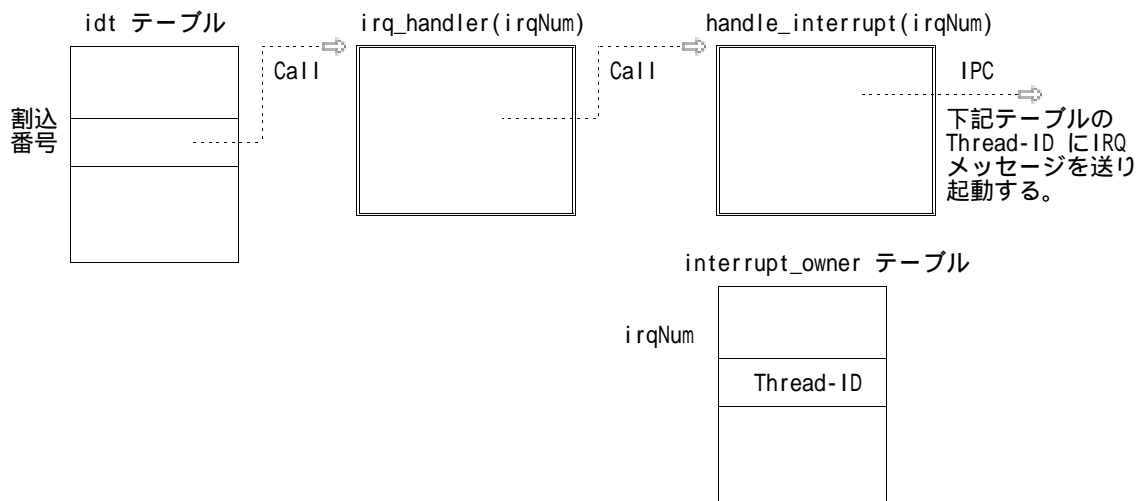 idt テーブル
irq_handler(irqNum)
handle_interrupt(irqNum)
Call
Call
IPC
割込
番号
下記テーブルの
Thread-ID にIRQ
メッセージを送り
起動する。
interrupt_owner テーブル
irqNum
Thread-ID